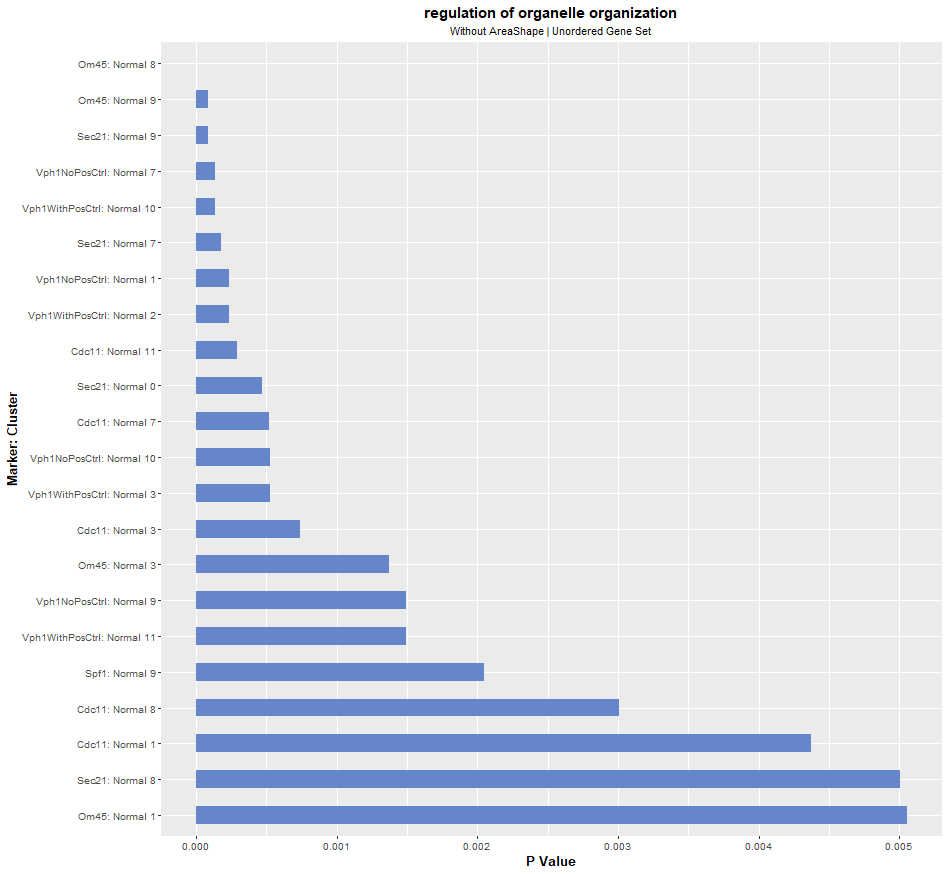 regulation of organelle organization
Without AreaShape | Unordered Gene Set
Marker: Cluster
Om45: Normal 8
Om45: Normal 9
Sec21: Normal 9
Vph1NoPosCtrl: Normal 7
Vph1WithPosCtrl: Normal 10
Sec21: Normal 7
Vph1NoPosCtrl: Normal 1
Vph1WithPosCtrl: Normal 2
Cdc11: Normal 11
Sec21: Normal 0
Cdc11: Normal 7
Vph1NoPosCtrl: Normal 10
Vph1WithPosCtrl: Normal 3
Cdc11: Normal 3
Om45: Normal 3
Vph1NoPosCtrl: Normal 9
Vph1WithPosCtrl: Normal 11
Spf1: Normal 9
Cdc11: Normal 8
Cdc11: Normal 1
Sec21: Normal 8
Om45: Normal 1
0.000 0.001 0.002 0.003 0.004 0.005
P Value